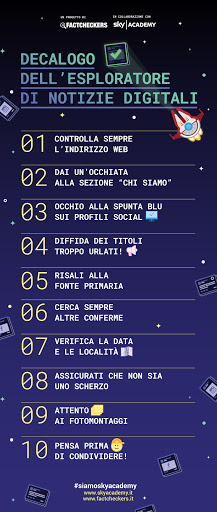 UN PRODOTTO DI
IN COLLABORAZIONE CON
FACTCHECKERS
sky ACADEMY
DECALOGO
DELL'ESPLORATORE
DI NOTIZIE DIGITALI
01 CONTROLLA SEMPRE
L'INDIRIZZO WEB
02 DAI UN'OCCHIATA
ALLA SEZIONE "CHI SIAMO"
03 OCCHIO ALLA SPUNTA BLU
SUI PROFILI SOCIAL
04 DIFFIDA DEI TITOLI
TROPPO URLATI!
05 RISALI ALLA
FONTE PRIMARIA
06 CERCA SEMPRE
ALTRE CONFERME
07 VERIFICA LA DATA
E LE LOCALITÀ
08 ASSICURATI CHE NON SIA
UNO SCHERZO
09 ATTENTO
AI FOTOMONTAGGI
10 PENSA PRIMA
DI CONDIVIDERE!
#siamoskyacademy
www.skyacademy.it
www.factcheckers.it